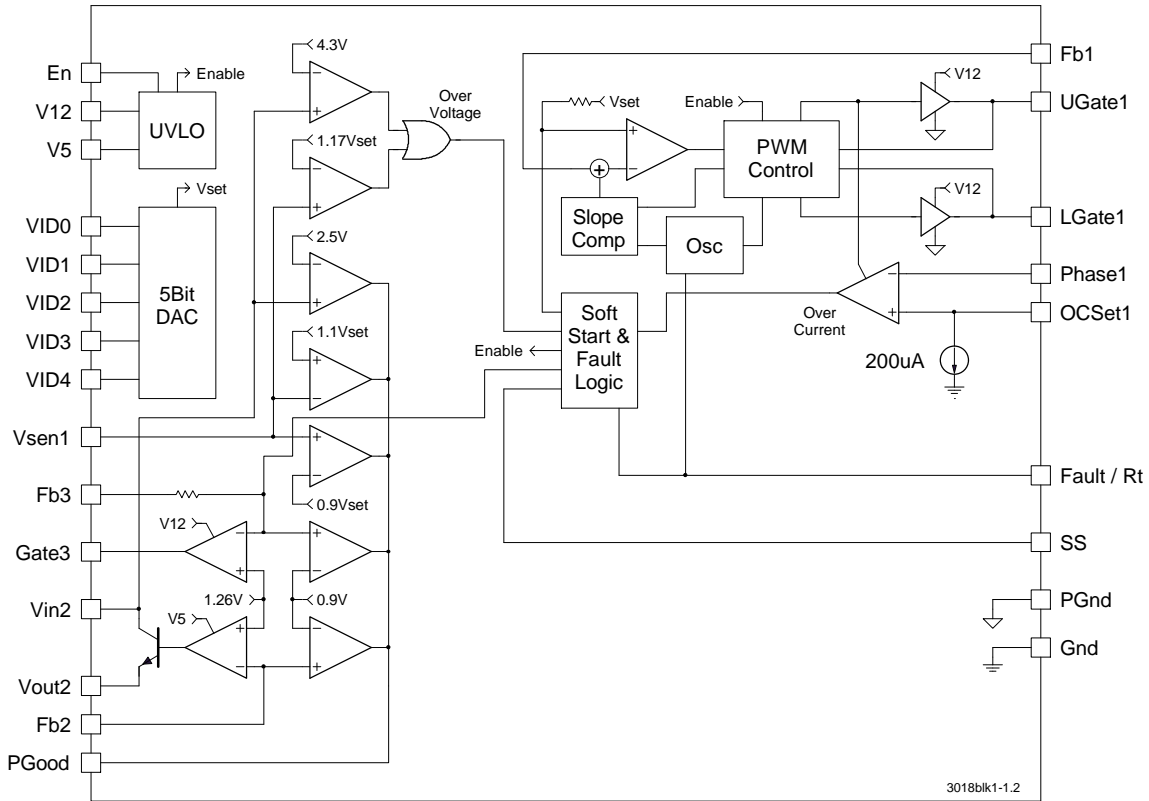 En
V12
V5
VID0
VID1
VID2
VID3
VID4
Vsen1
Fb3
Gate3
Vin2
Vout2
Fb2
PGood
Enable
UVLO
Vset
5Bit
DAC
4.3V
1.17Vset
2.5V
1.1Vset
0.9Vset
V12
1.26V
0.9V
V5
Over
Voltage
Vset
Enable
V12
PWM
Control
Slope
Comp
Osc
V12
Soft
Start &
Fault
Logic
Enable
Over
Current
200uA
Fb1
UGate1
LGate1
Phase1
OCSet1
Fault / Rt
SS
PGnd
Gnd
3018blk1-1.2
+
−
+
−
+
−
+
−
+
−
+
−
+
−
+
−
+
−
+
−
+
−
+